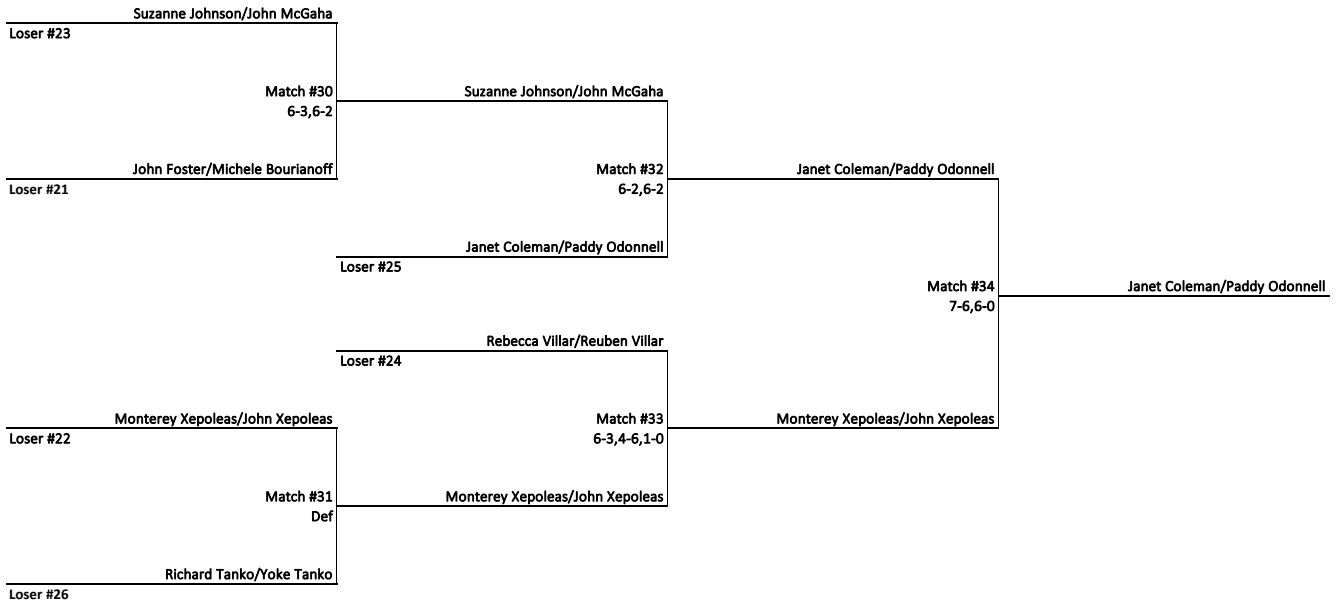 Suzanne Johnson/John McGaha
Loser #23
Match #30
6-3,6-2
Suzanne Johnson/John McGaha
John Foster/Michele Bourianoff
Loser #21
Match #32
6-2,6-2
Janet Coleman/Paddy Odonnell
Janet Coleman/Paddy Odonnell
Loser #25
Match #34
7-6,6-0
Janet Coleman/Paddy Odonnell
Rebecca Villar/Reuben Villar
Loser #24
Monterey Xepoleas/John Xepoleas
Loser #22
Match #33
6-3,4-6,1-0
Monterey Xepoleas/John Xepoleas
Match #31
Def
Monterey Xepoleas/John Xepoleas
Richard Tanko/Yoke Tanko
Loser #26